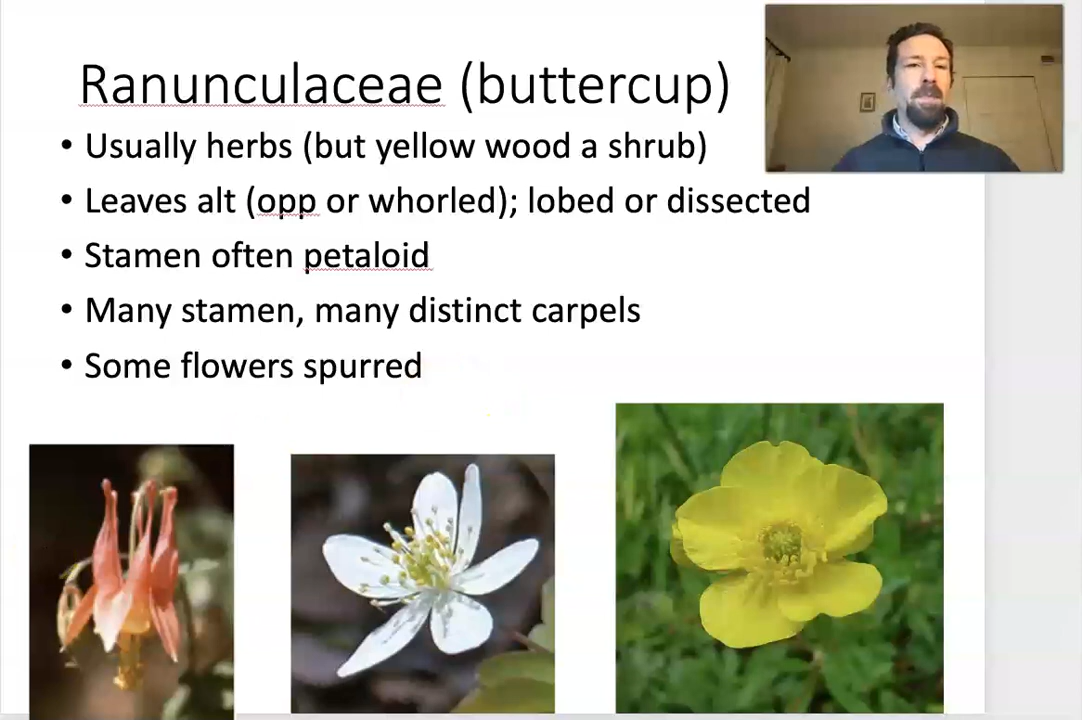 Ranunculaceae (buttercup)
• Usually herbs (but yellow wood a shrub)
• Leaves alt (opp or whorled); lobed or dissected
• Stamen often petaloid
• Many stamen, many distinct carpels
• Some flowers spurred